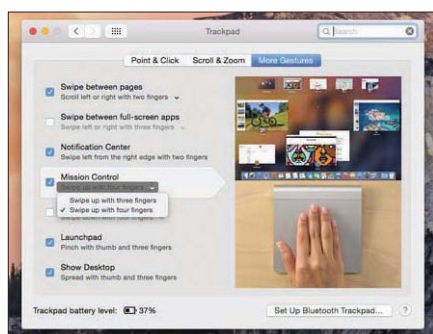 Trackpad
Search
Point & Click Scroll & Zoom More Gestures
Swipe between pages
Scroll left or right with two fingers
Swipe between full-screen apps
Swipe left or right with three fingers
Notification Center
Swipe left from the right edge with two fingers
Mission Control
Swipe up with four fingers
Swipe up with three fingers
Swipe up with four fingers
Launchpad
Pinch with thumb and three fingers
Show Desktop
Spread with thumb and three fingers
Trackpad battery level: 37%
Set Up Bluetooth Trackpad...
?